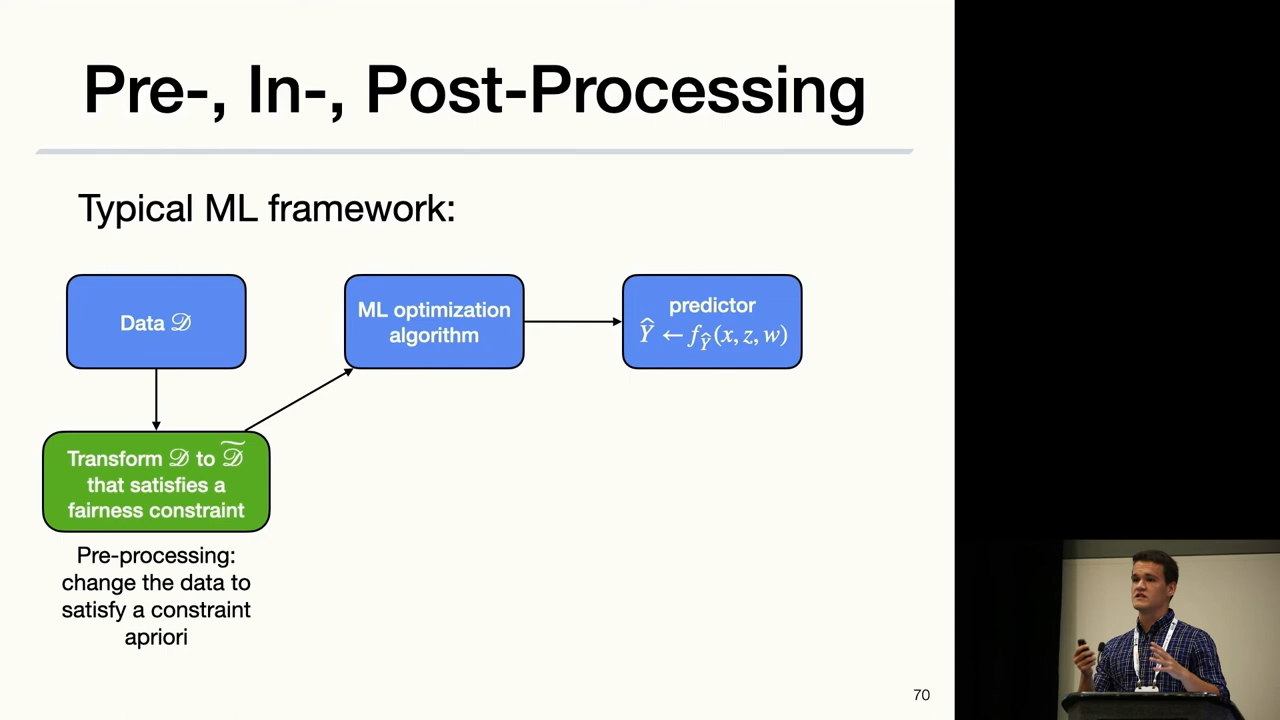 Pre-, In-, Post-Processing
Typical ML framework:
Data 𝒟
ML optimization
algorithm
predictor
Ŷ ← f_Ŷ(x, z, w)
Transform 𝒟 to 𝒟̃
that satisfies a
fairness constraint
Pre-processing:
change the data to
satisfy a constraint
apriori
70